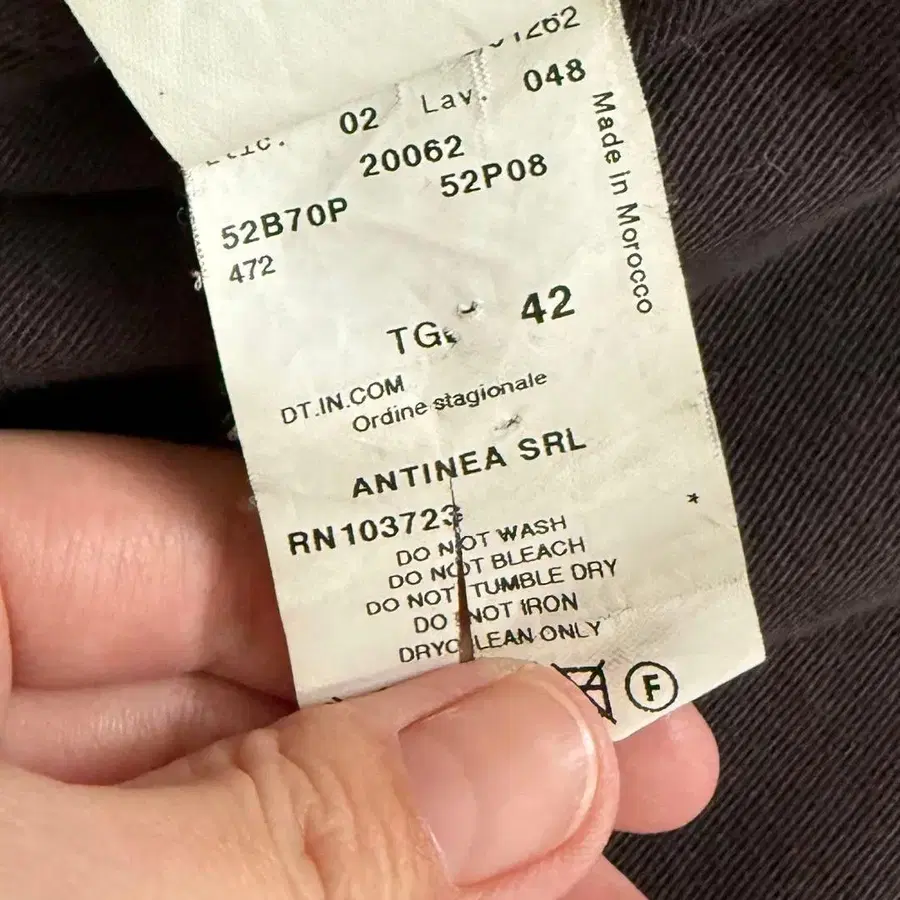 02 Lav. 048
20062
52B70P 52P08
472
TG. 42
DT.IN.COM
Ordine stagionale
ANTINEA SRL
RN103723
DO NOT WASH
DO NOT BLEACH
DO NOT TUMBLE DRY
DO NOT IRON
DRYCLEAN ONLY
F
Made in Morocco
*